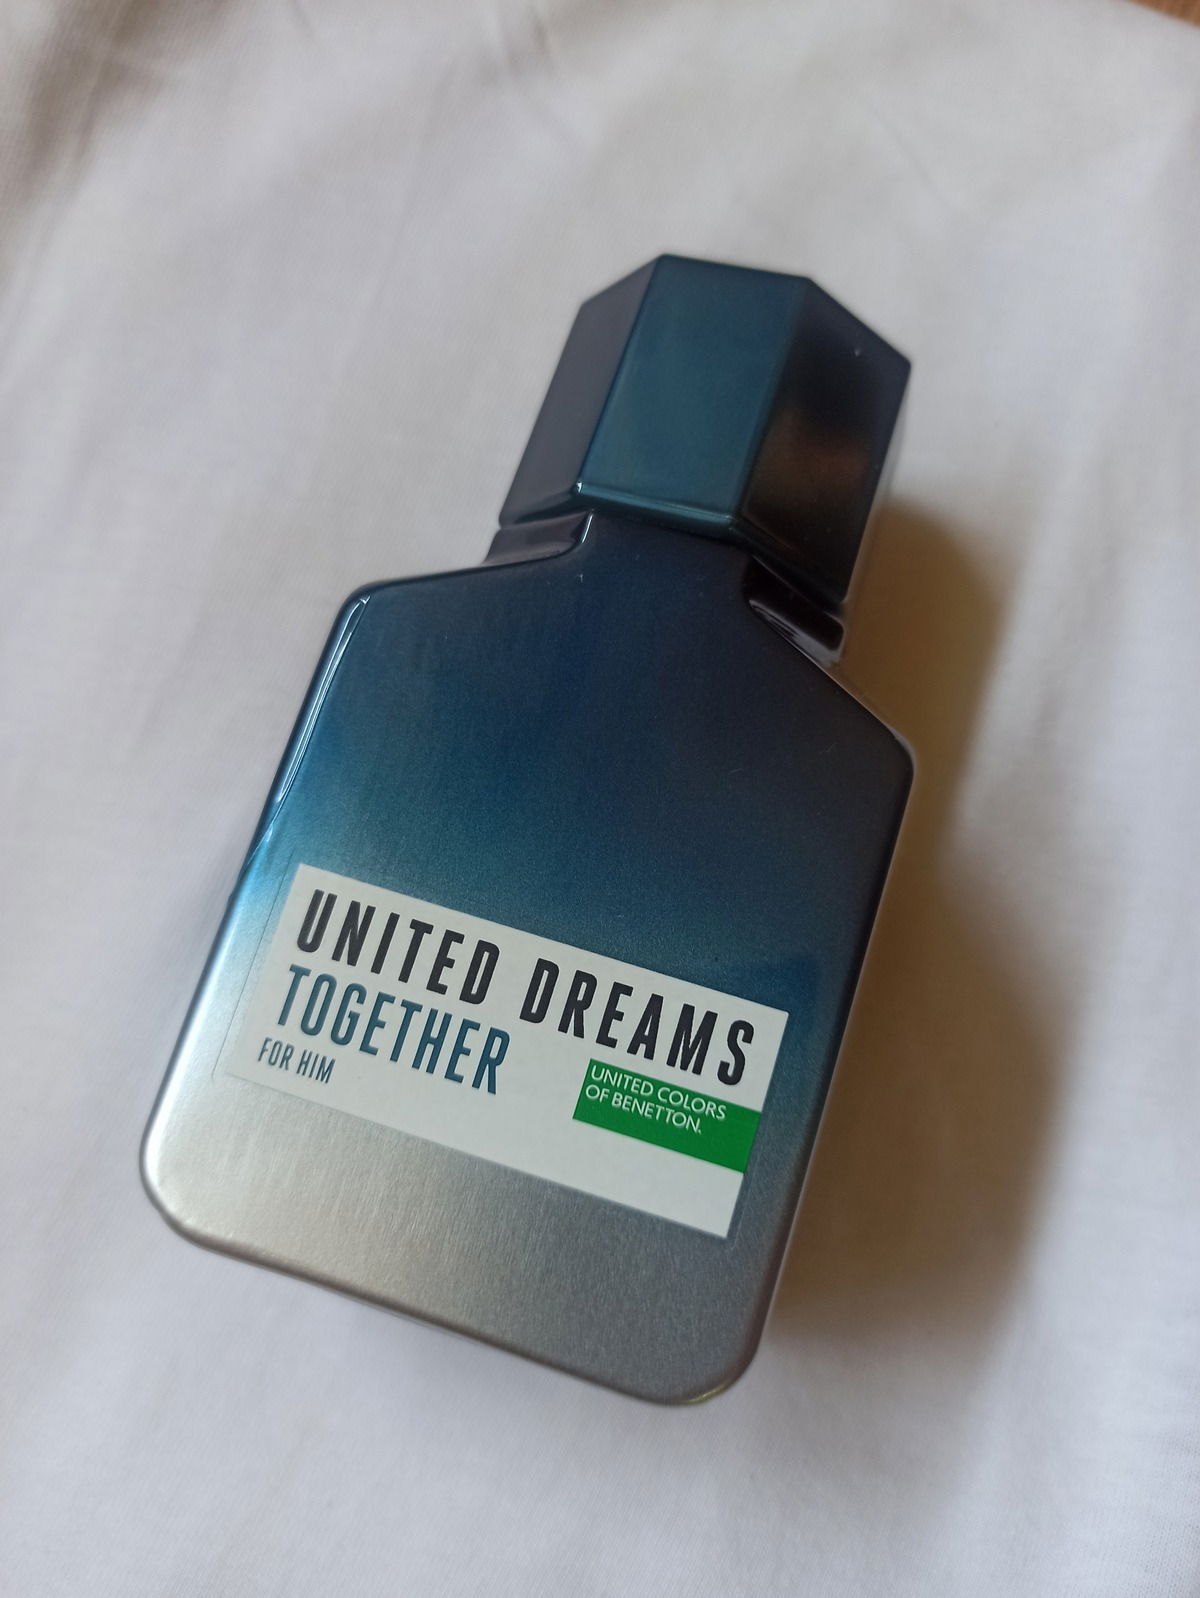 UNITED DREAMS
TOGETHER
FOR HIM
UNITED COLORS
OF BENETTON.